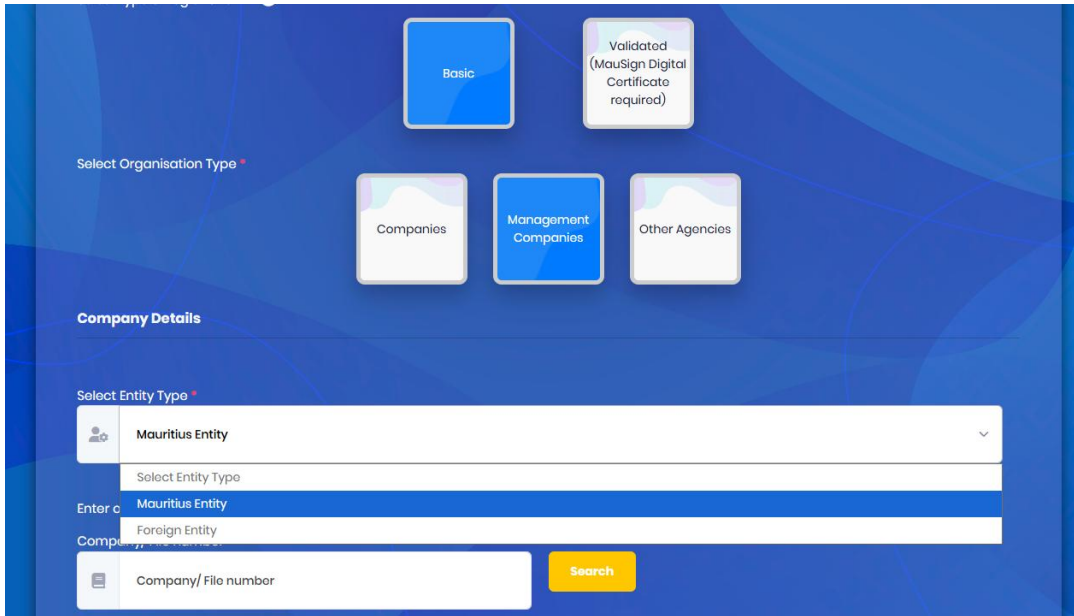 Basic
Validated
(MauSign Digital
Certificate
required)
Select Organisation Type *
Companies
Management
Companies
Other Agencies
Company Details
Select Entity Type *
Mauritius Entity
Select Entity Type
Mauritius Entity
Enter
Foreign Entity
Company/ File number
Search